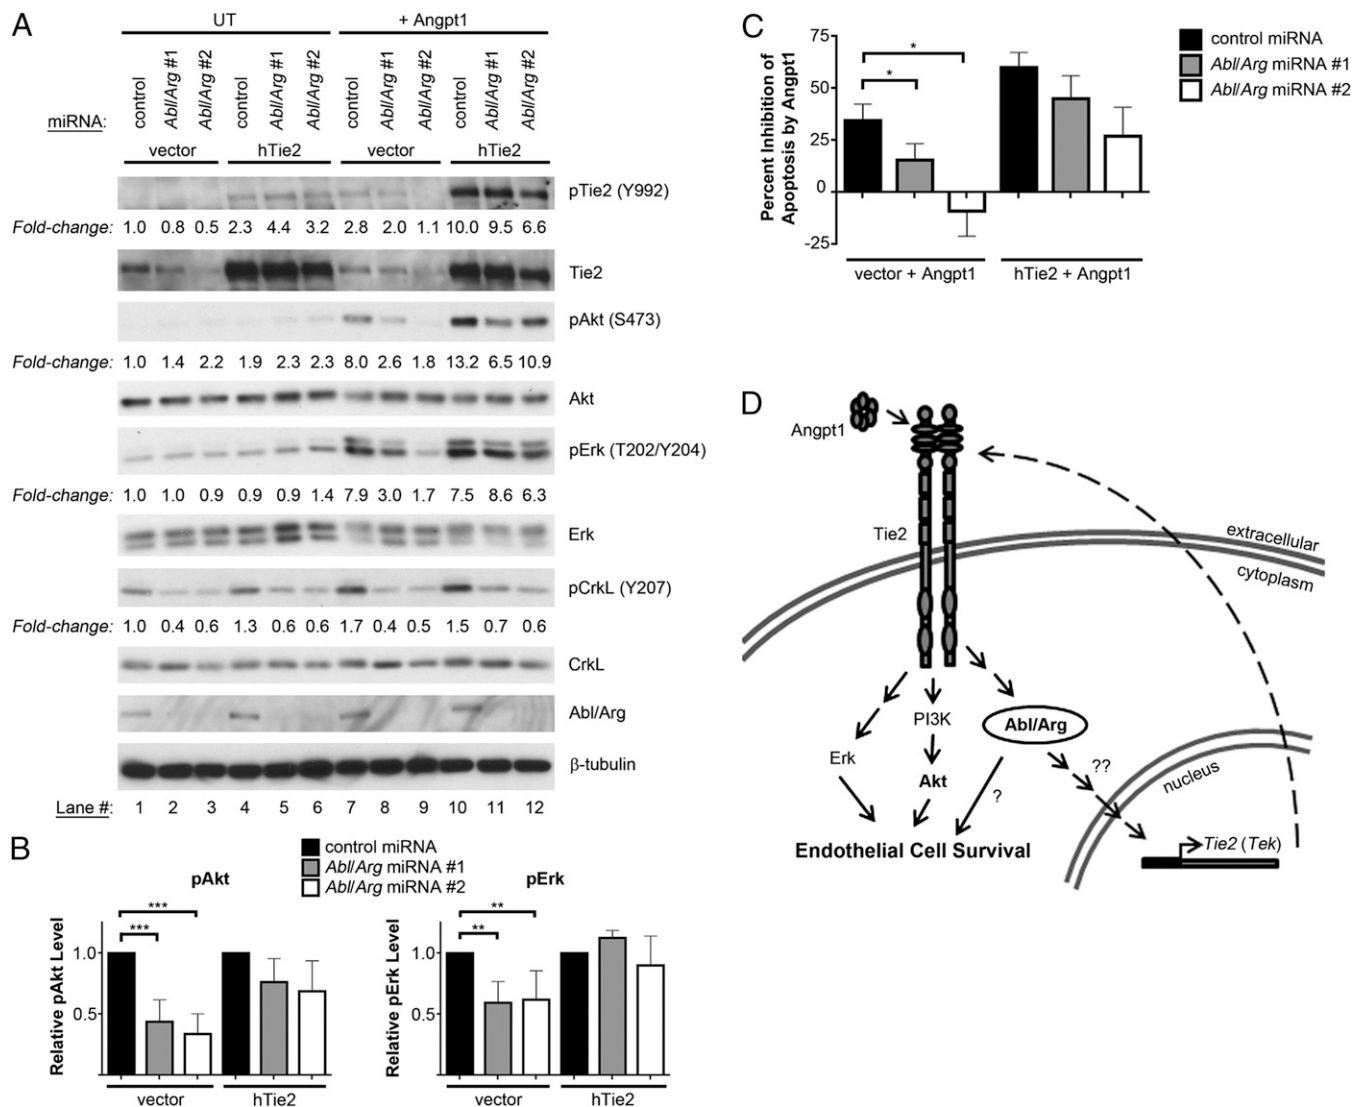 A
UT
+ Angpt1
miRNA:
control
Abl/Arg #1
Abl/Arg #2
control
Abl/Arg #1
Abl/Arg #2
control
Abl/Arg #1
Abl/Arg #2
control
Abl/Arg #1
Abl/Arg #2
vector hTie2 vector hTie2
pTie2 (Y992)
Fold-change: 1.0 0.8 0.5 2.3 4.4 3.2 2.8 2.0 1.1 10.0 9.5 6.6
Tie2
pAkt (S473)
Fold-change: 1.0 1.4 2.2 1.9 2.3 2.3 8.0 2.6 1.8 13.2 6.5 10.9
Akt
pErk (T202/Y204)
Fold-change: 1.0 1.0 0.9 0.9 0.9 1.4 7.9 3.0 1.7 7.5 8.6 6.3
Erk
pCrkL (Y207)
Fold-change: 1.0 0.4 0.6 1.3 0.6 0.6 1.7 0.4 0.5 1.5 0.7 0.6
CrkL
Abl/Arg
β-tubulin
Lane #: 1 2 3 4 5 6 7 8 9 10 11 12
B
control miRNA
Abl/Arg miRNA #1
Abl/Arg miRNA #2
pAkt
Relative pAkt Level
1.0
0.5
***
***
vector hTie2
pErk
Relative pErk Level
1.0
0.5
**
**
vector hTie2
C
control miRNA
Abl/Arg miRNA #1
Abl/Arg miRNA #2
Percent Inhibition of
Apoptosis by Angpt1
75
50
25
0
-25
*
*
vector + Angpt1 hTie2 + Angpt1
D
Angpt1
Tie2
extracellular
cytoplasm
PI3K
Abl/Arg
Erk
Akt
?
??
nucleus
Tie2 (Tek)
Endothelial Cell Survival